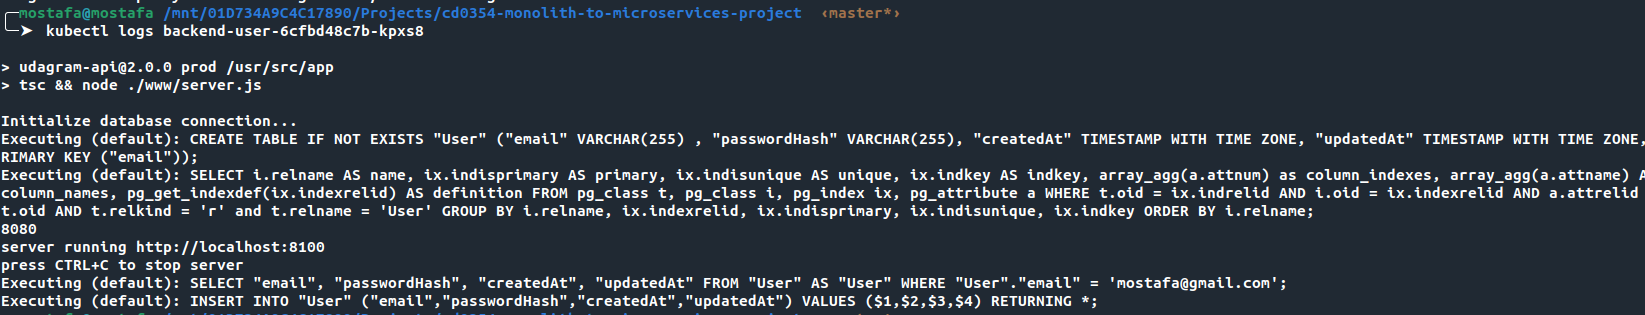 mostafa@mostafa /mnt/01D734A9C4C17890/Projects/cd0354-monolith-to-microservices-project ‹master*›
➤ kubectl logs backend-user-6cfbd48c7b-kpxs8
> udagram-api@2.0.0 prod /usr/src/app
> tsc && node ./www/server.js
Initialize database connection...
Executing (default): CREATE TABLE IF NOT EXISTS "User" ("email" VARCHAR(255) , "passwordHash" VARCHAR(255), "createdAt" TIMESTAMP WITH TIME ZONE, "updatedAt" TIMESTAMP WITH TIME ZONE,
RIMARY KEY ("email"));
Executing (default): SELECT i.relname AS name, ix.indisprimary AS primary, ix.indisunique AS unique, ix.indkey AS indkey, array_agg(a.attnum) as column_indexes, array_agg(a.attname) A
column_names, pg_get_indexdef(ix.indexrelid) AS definition FROM pg_class t, pg_class i, pg_index ix, pg_attribute a WHERE t.oid = ix.indrelid AND i.oid = ix.indexrelid AND a.attrelid
t.oid AND t.relkind = 'r' and t.relname = 'User' GROUP BY i.relname, ix.indexrelid, ix.indisprimary, ix.indisunique, ix.indkey ORDER BY i.relname;
8080
server running http://localhost:8100
press CTRL+C to stop server
Executing (default): SELECT "email", "passwordHash", "createdAt", "updatedAt" FROM "User" AS "User" WHERE "User"."email" = 'mostafa@gmail.com';
Executing (default): INSERT INTO "User" ("email","passwordHash","createdAt","updatedAt") VALUES ($1,$2,$3,$4) RETURNING *;